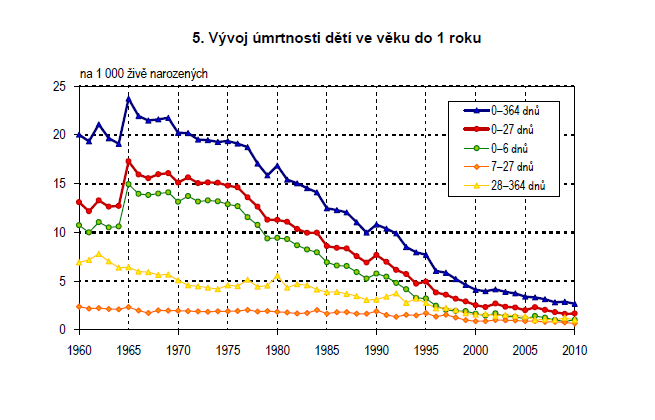 5. Vývoj úmrtnosti dětí ve věku do 1 roku
na 1 000 živě narozených
25
20
15
10
5
0
0–364 dnů
0–27 dnů
0–6 dnů
7–27 dnů
28–364 dnů
1960 1965 1970 1975 1980 1985 1990 1995 2000 2005 2010